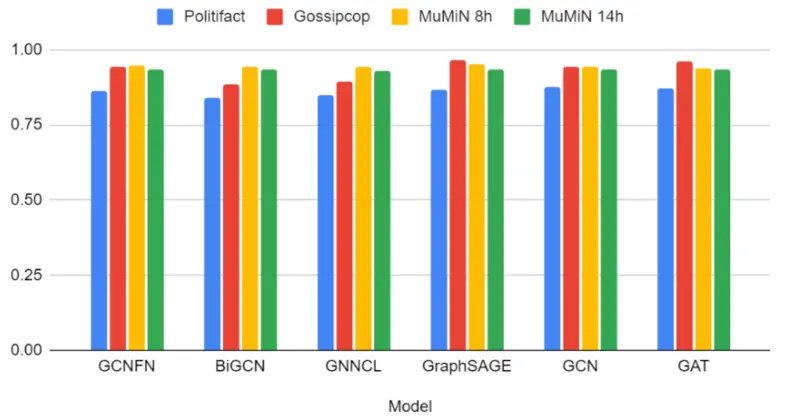 Politifact Gossipcop MuMiN 8h MuMiN 14h
1.00
0.75
0.50
0.25
0.00
GCNFN BiGCN GNNCL GraphSAGE GCN GAT
Model